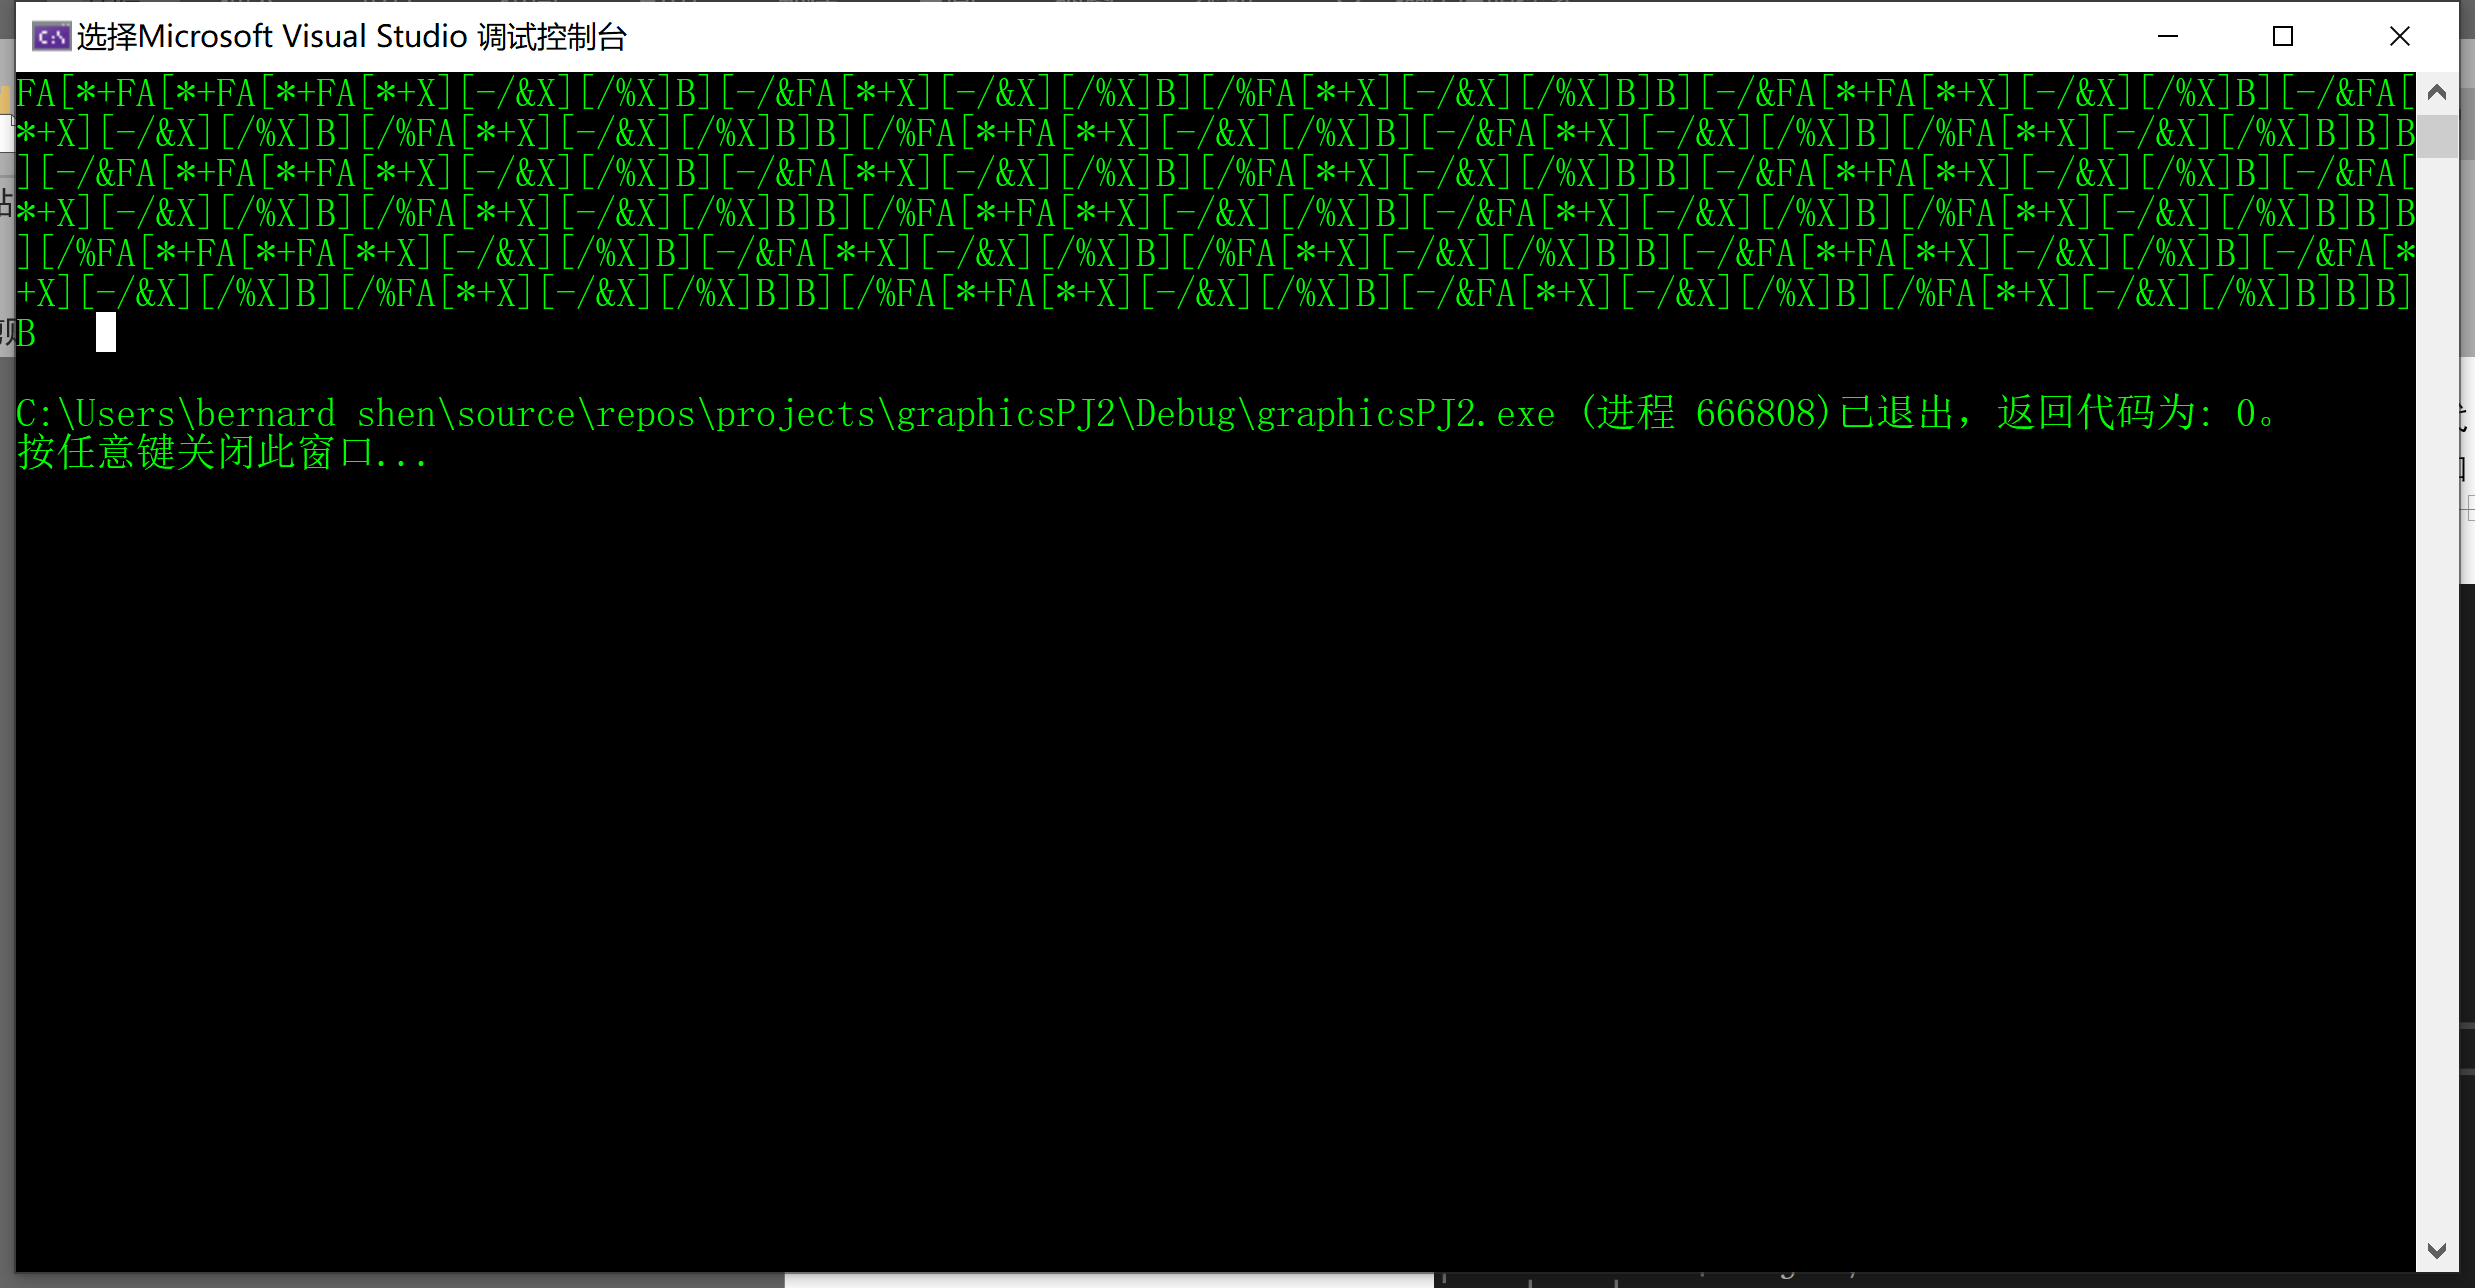 选择Microsoft Visual Studio 调试控制台
FA[*+FA[*+FA[*+FA[*+X][-/&X][/%X]B][-/&FA[*+X][-/&X][/%X]B][/%FA[*+X][-/&X][/%X]B]B][-/&FA[*+FA[*+X][-/&X][/%X]B][-/&FA[
*+X][-/&X][/%X]B][/%FA[*+X][-/&X][/%X]B]B][/%FA[*+FA[*+X][-/&X][/%X]B][-/&FA[*+X][-/&X][/%X]B][/%FA[*+X][-/&X][/%X]B]B]B
][-/&FA[*+FA[*+FA[*+X][-/&X][/%X]B][-/&FA[*+X][-/&X][/%X]B][/%FA[*+X][-/&X][/%X]B]B][-/&FA[*+FA[*+X][-/&X][/%X]B][-/&FA[
*+X][-/&X][/%X]B][/%FA[*+X][-/&X][/%X]B]B][/%FA[*+FA[*+X][-/&X][/%X]B][-/&FA[*+X][-/&X][/%X]B][/%FA[*+X][-/&X][/%X]B]B]B
][/%FA[*+FA[*+FA[*+X][-/&X][/%X]B][-/&FA[*+X][-/&X][/%X]B][/%FA[*+X][-/&X][/%X]B]B][-/&FA[*+FA[*+X][-/&X][/%X]B][-/&FA[*
+X][-/&X][/%X]B][/%FA[*+X][-/&X][/%X]B]B][/%FA[*+FA[*+X][-/&X][/%X]B][-/&FA[*+X][-/&X][/%X]B][/%FA[*+X][-/&X][/%X]B]B]B]
B
C:\Users\bernard shen\source\repos\projects\graphicsPJ2\Debug\graphicsPJ2.exe (进程 666808)已退出，返回代码为: 0。
按任意键关闭此窗口...